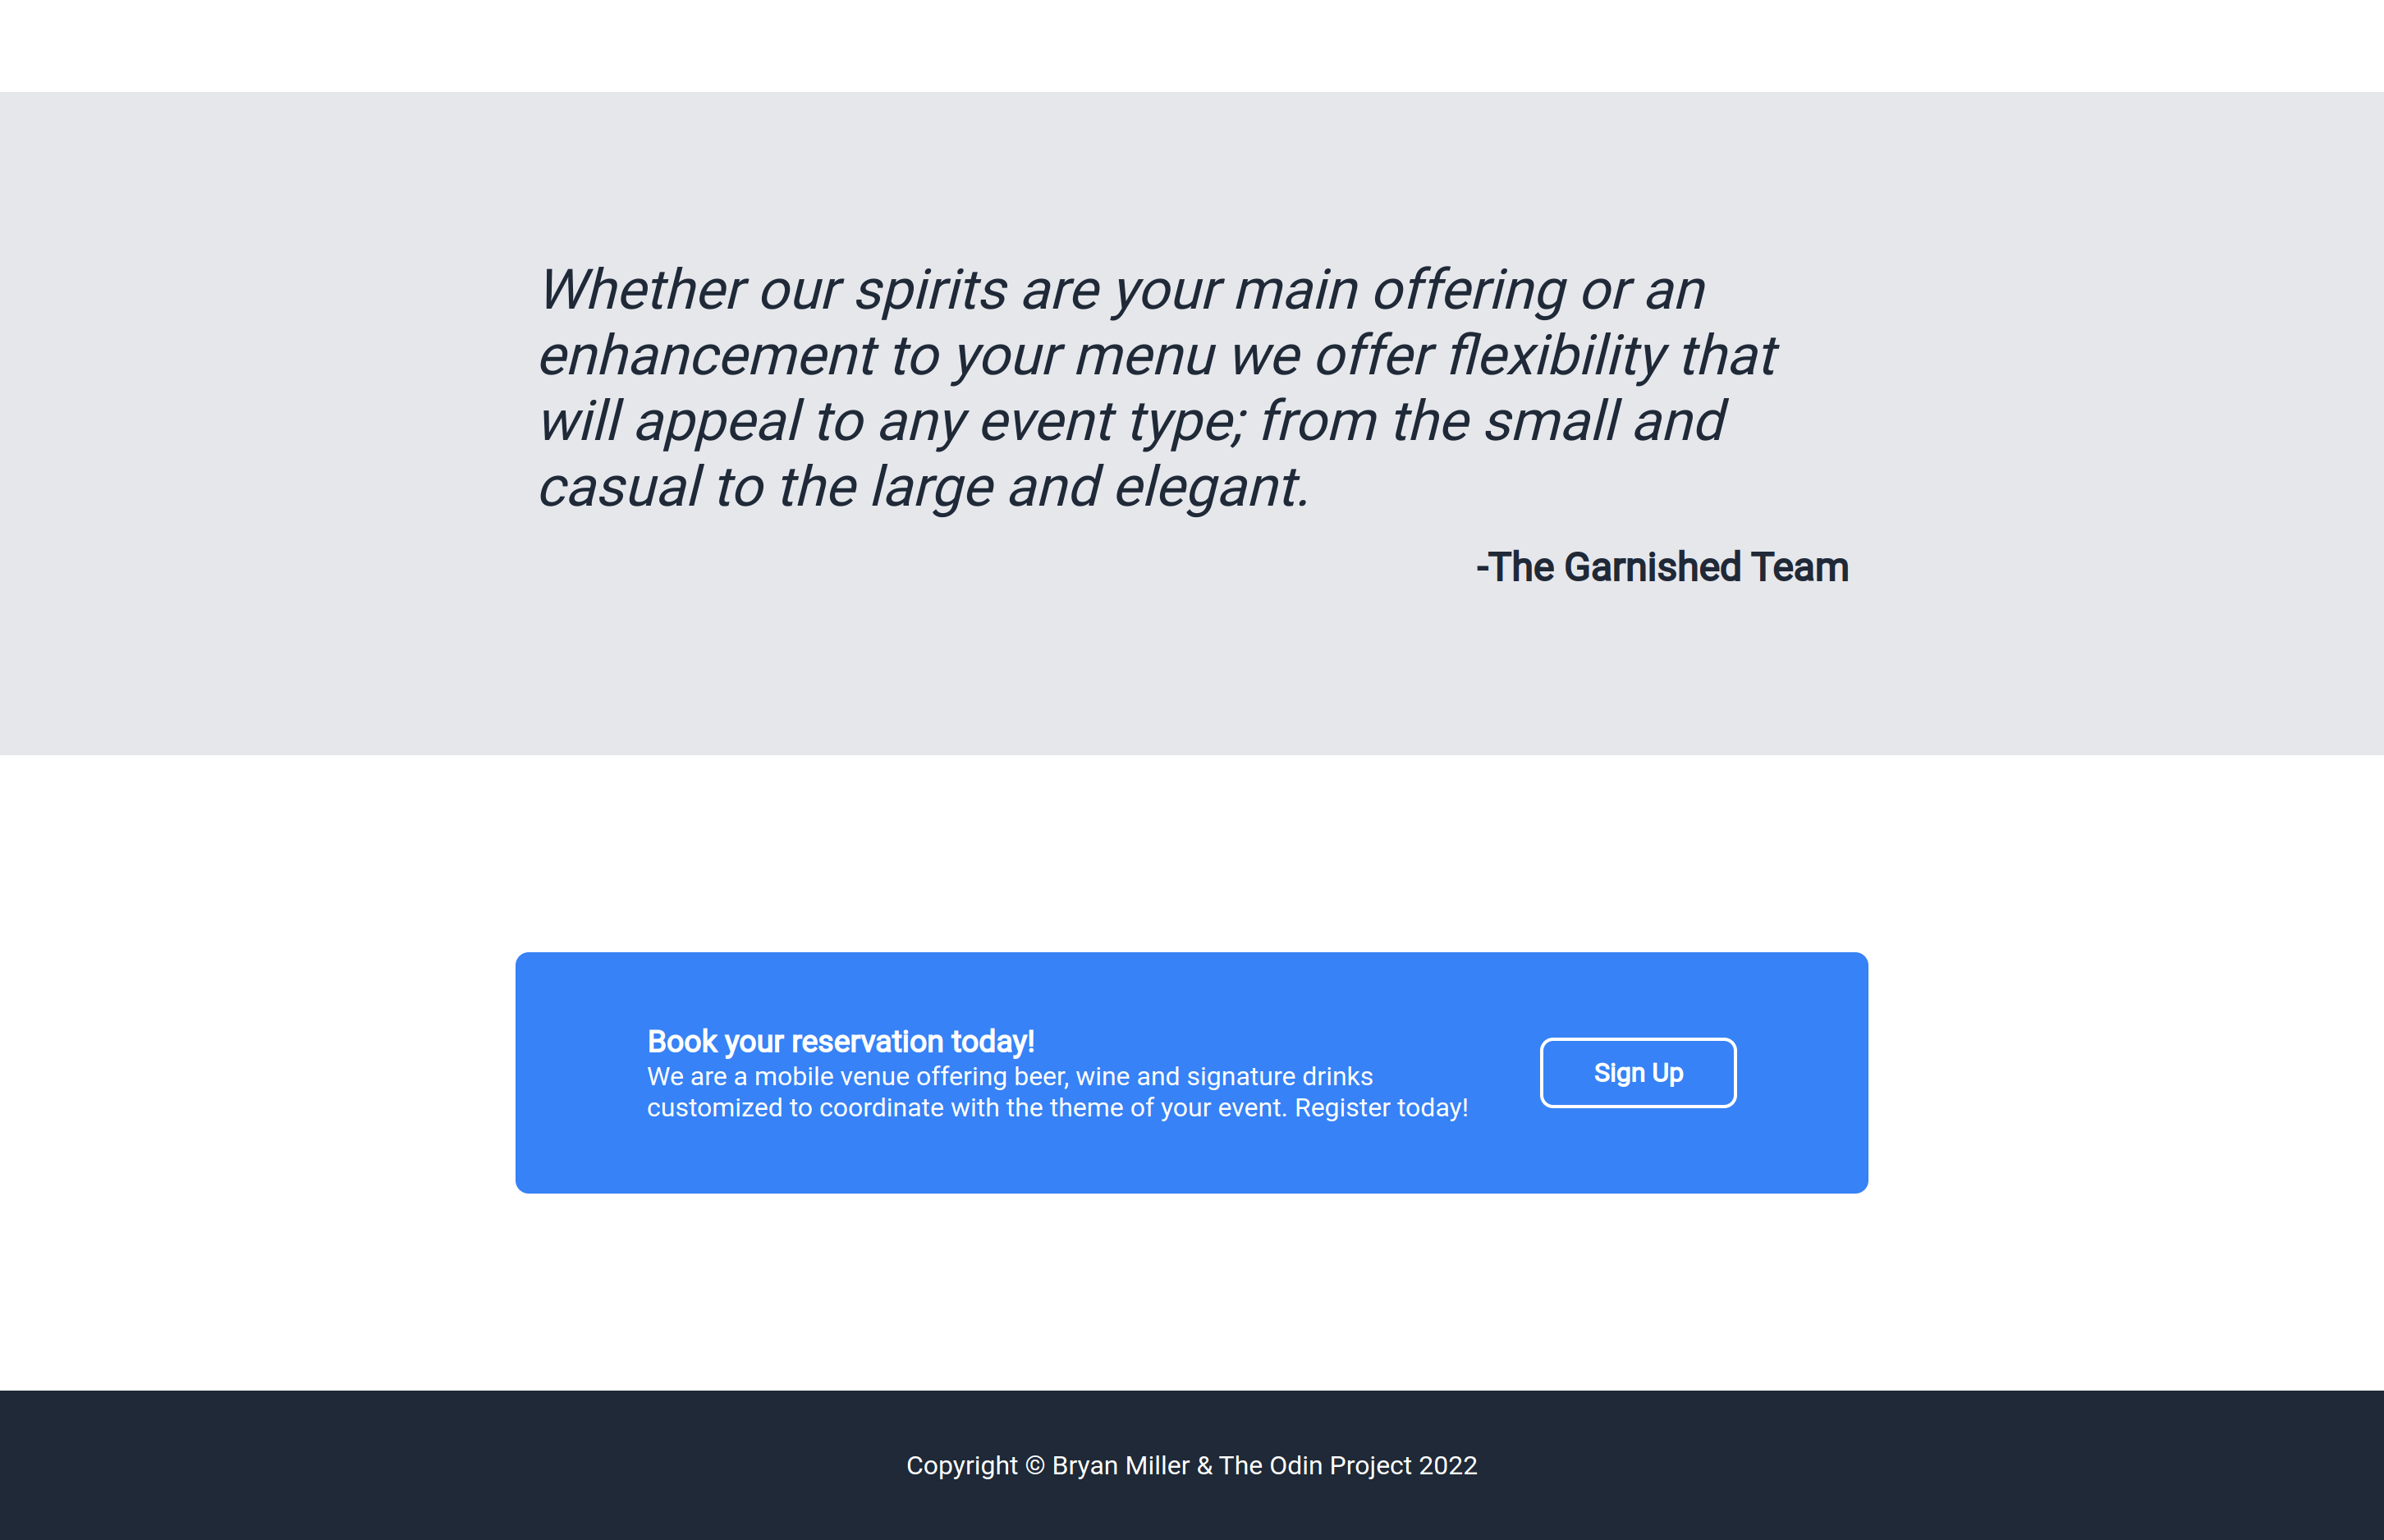 Whether our spirits are your main offering or an
enhancement to your menu we offer flexibility that
will appeal to any event type; from the small and
casual to the large and elegant.
-The Garnished Team
Book your reservation today!
We are a mobile venue offering beer, wine and signature drinks
customized to coordinate with the theme of your event. Register today!
Sign Up
Copyright © Bryan Miller & The Odin Project 2022